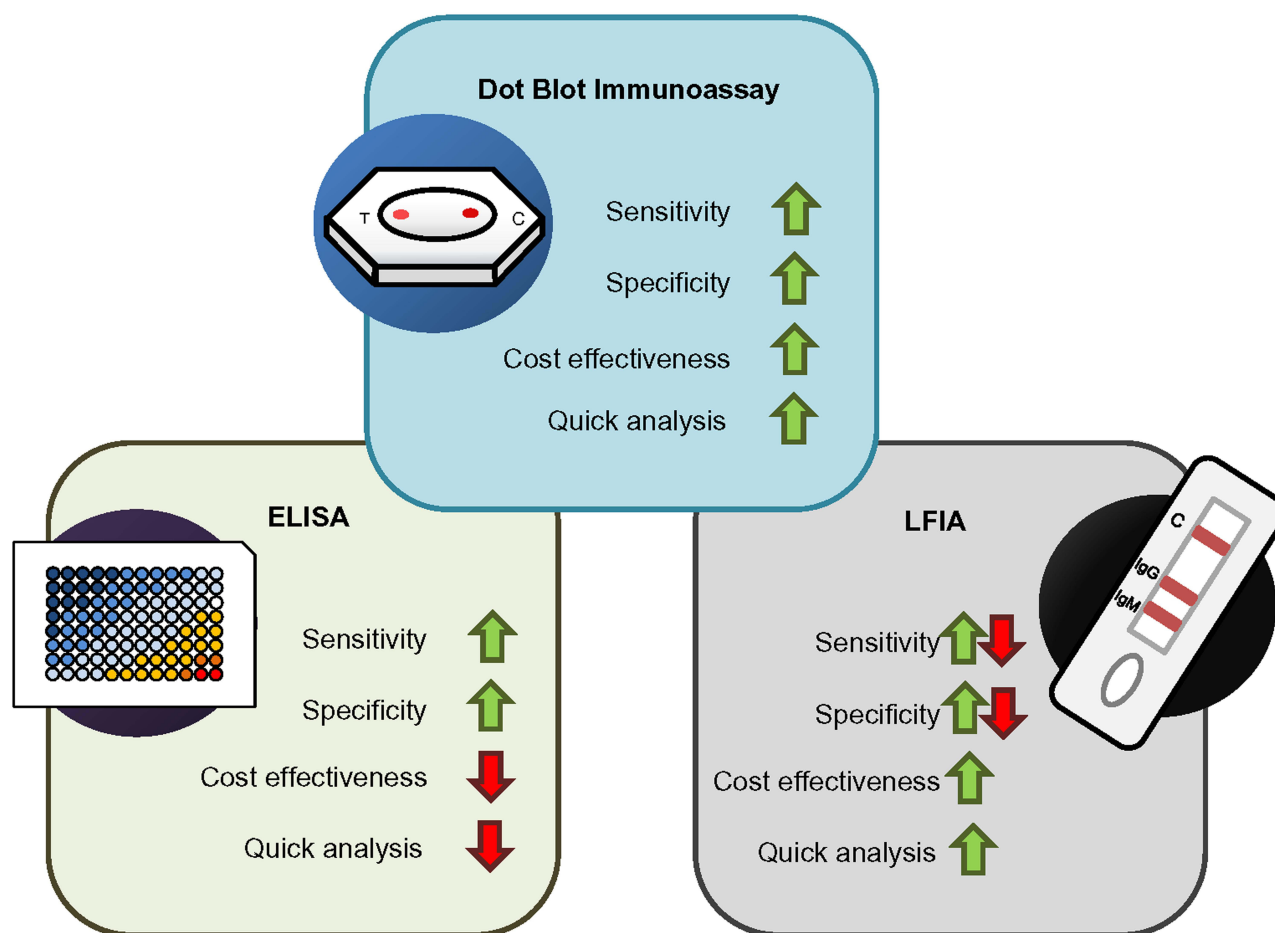 Dot Blot Immunoassay
T
C
Sensitivity
Specificity
Cost effectiveness
Quick analysis
ELISA
Sensitivity
Specificity
Cost effectiveness
Quick analysis
LFIA
C
IgG
IgM
Sensitivity
Specificity
Cost effectiveness
Quick analysis